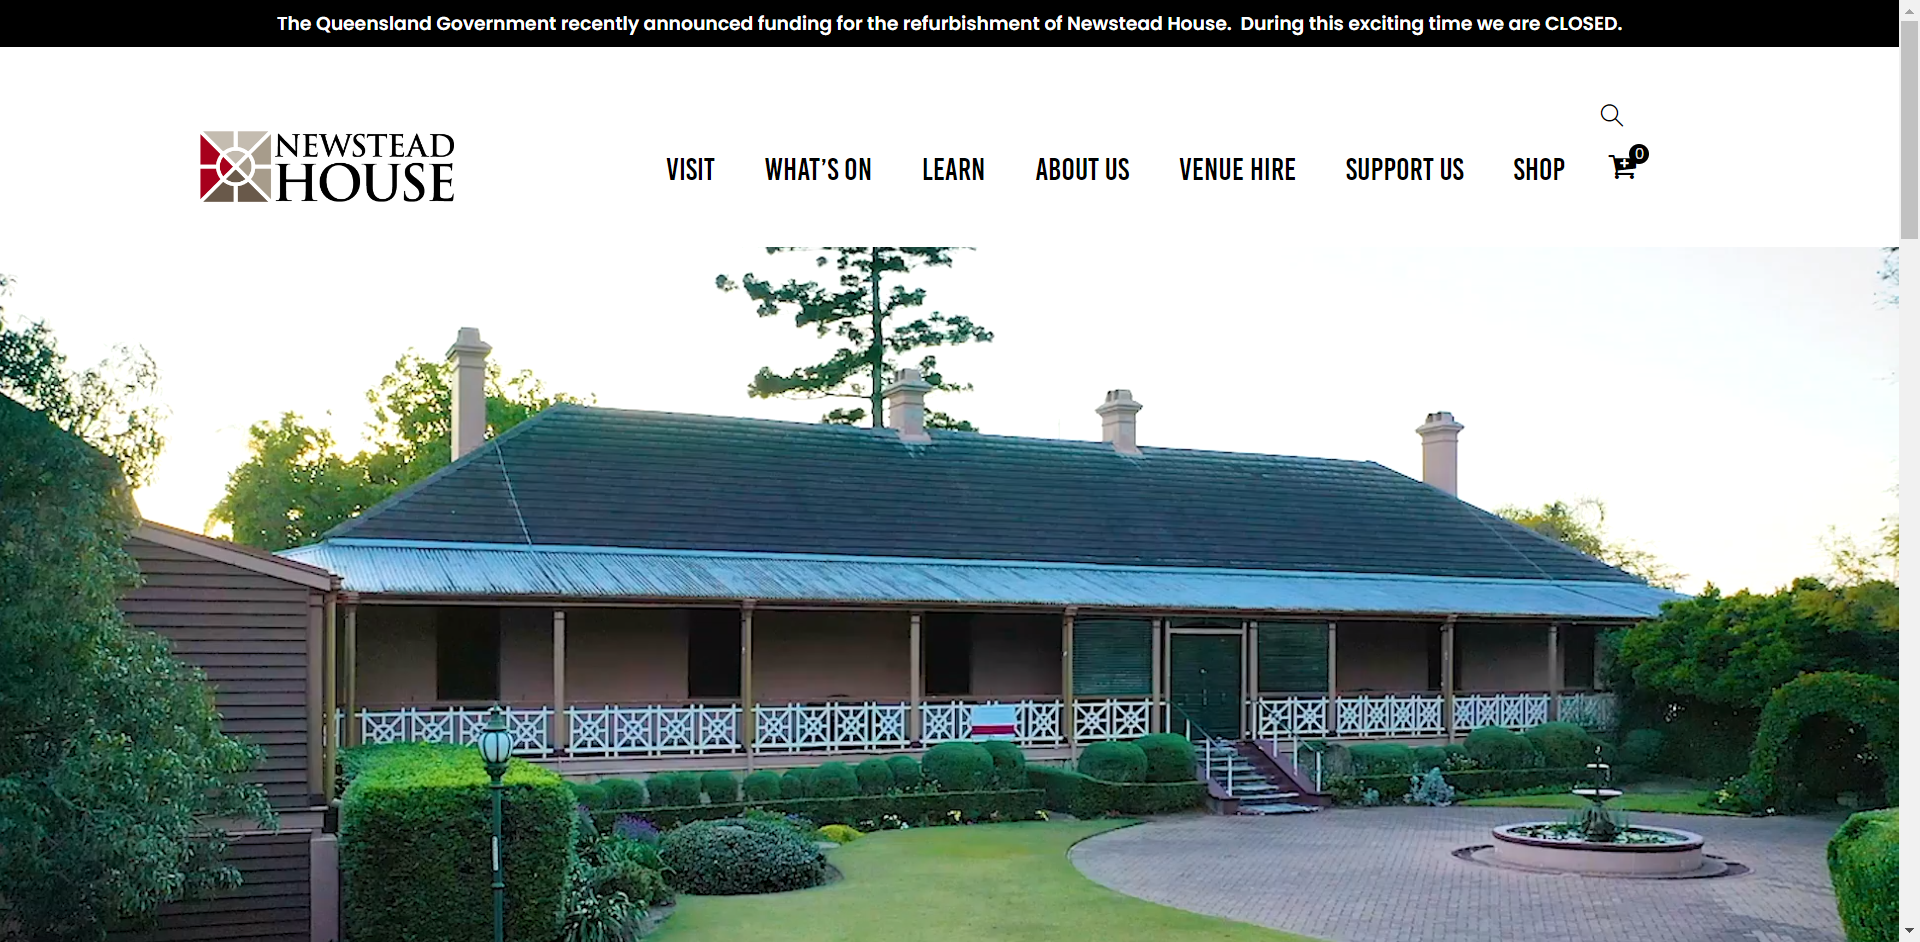 The Queensland Government recently announced funding for the refurbishment of Newstead House. During this exciting time we are CLOSED.
NEWSTEAD
HOUSE
VISIT WHAT’S ON LEARN ABOUT US VENUE HIRE SUPPORT US SHOP 0